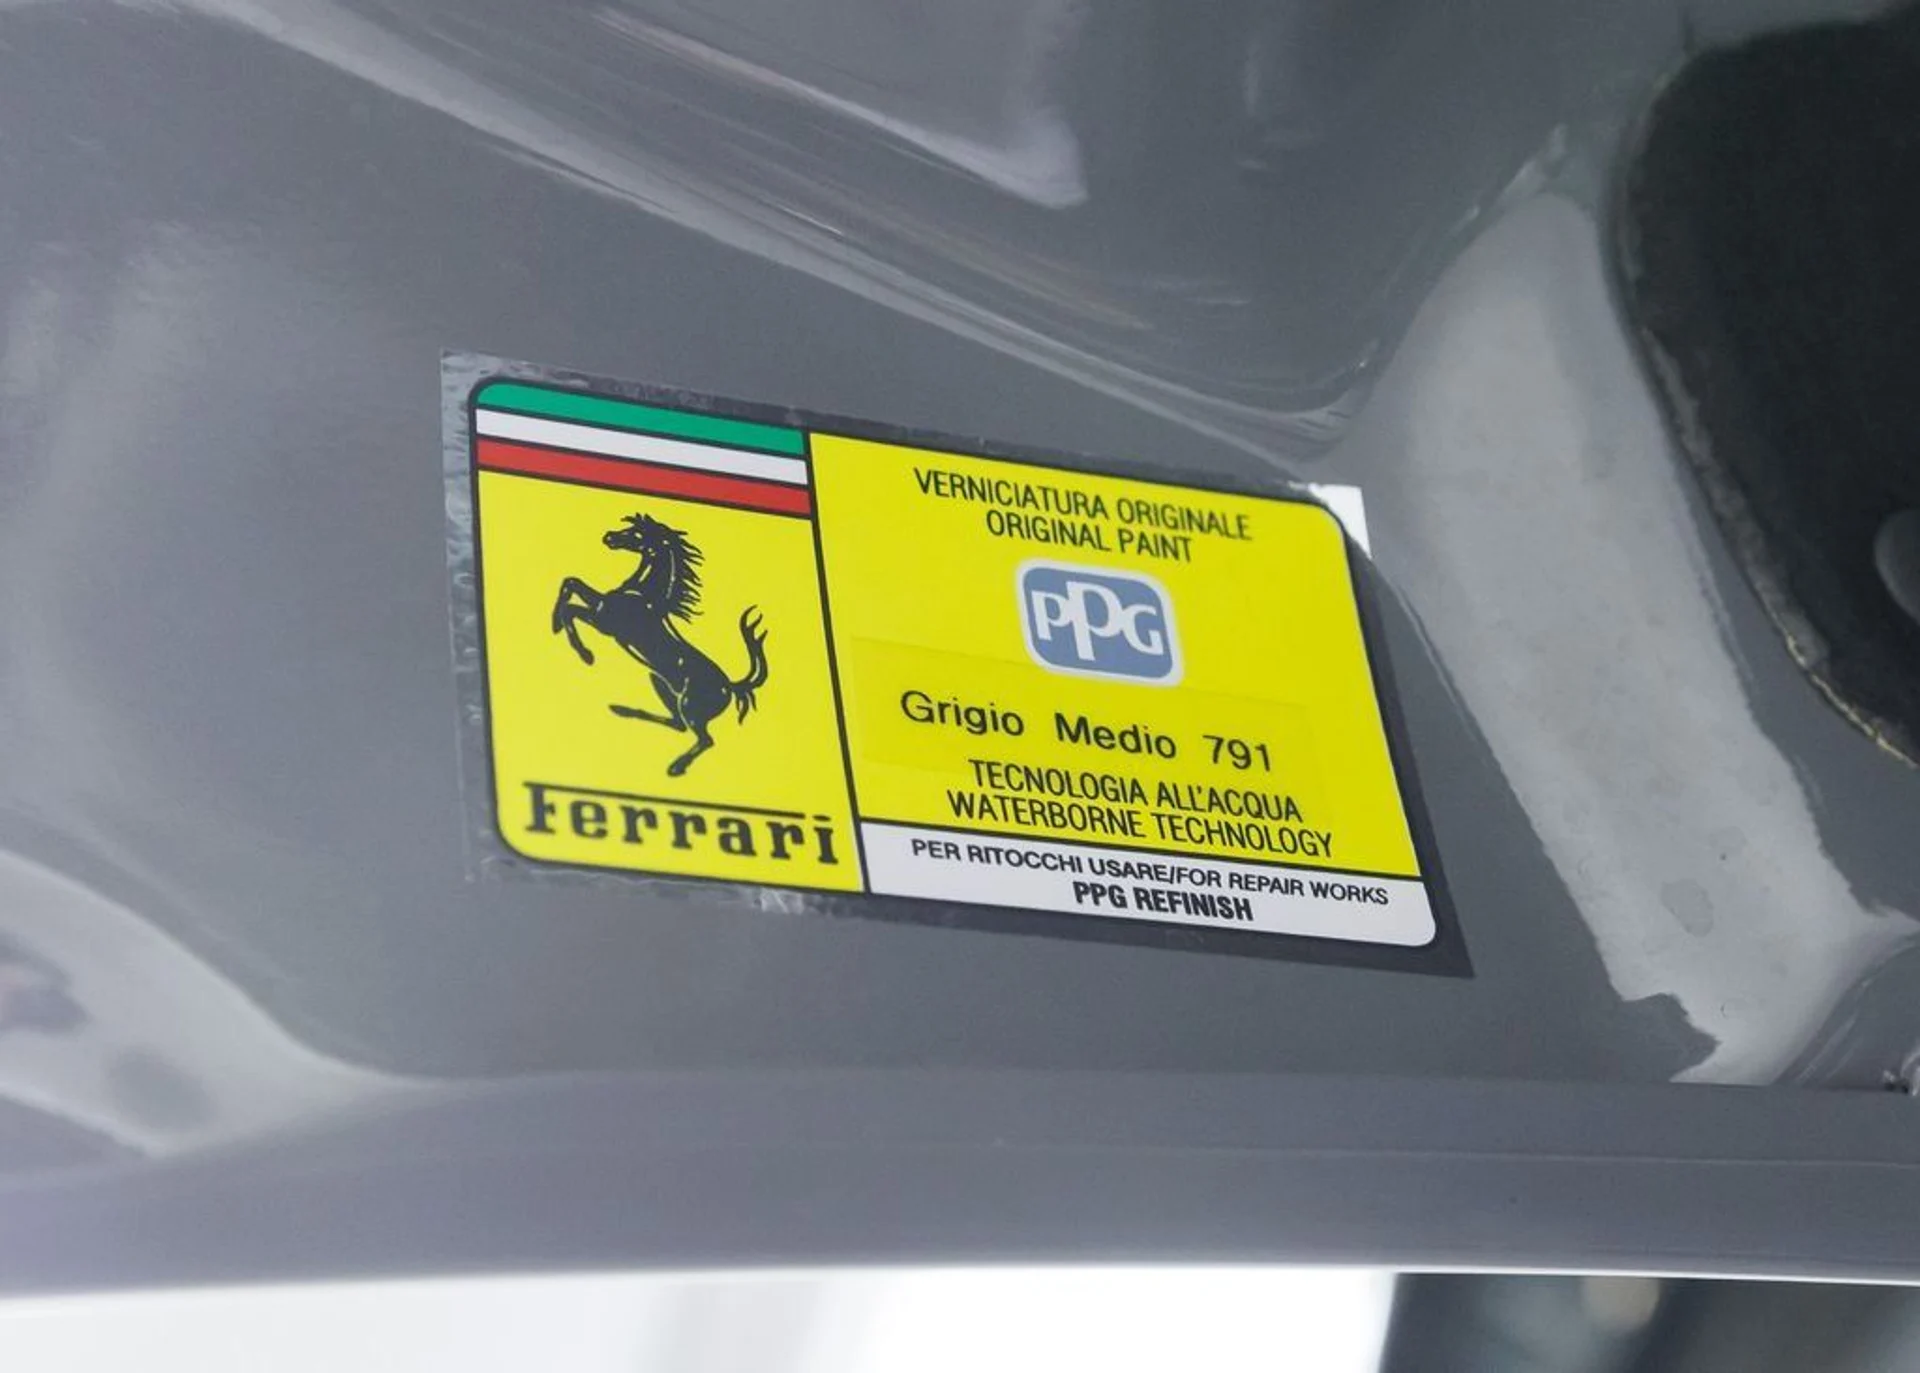 VERNICIATURA ORIGINALE
ORIGINAL PAINT
PPG
Grigio Medio 791
TECNOLOGIA ALL'ACQUA
WATERBORNE TECHNOLOGY
PER RITOCCHI USARE/FOR REPAIR WORKS
PPG REFINISH
Ferrari